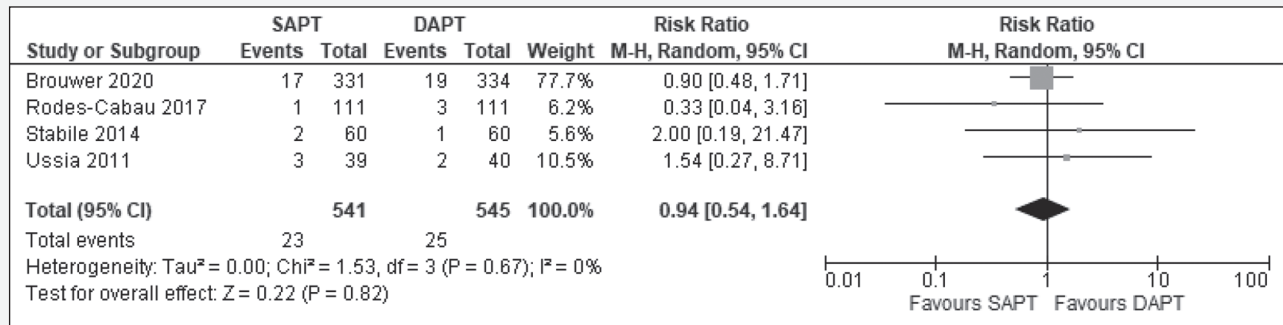 SAPT DAPT Risk Ratio Risk Ratio
Study or Subgroup Events Total Events Total Weight M-H, Random, 95% CI M-H, Random, 95% CI
Brouwer 2020 17 331 19 334 77.7% 0.90 [0.48, 1.71]
Rodes-Cabau 2017 1 111 3 111 6.2% 0.33 [0.04, 3.16]
Stabile 2014 2 60 1 60 5.6% 2.00 [0.19, 21.47]
Ussia 2011 3 39 2 40 10.5% 1.54 [0.27, 8.71]
Total (95% CI) 541 545 100.0% 0.94 [0.54, 1.64]
Total events 23 25
Heterogeneity: Tau² = 0.00; Chi² = 1.53, df = 3 (P = 0.67); I² = 0%
Test for overall effect: Z = 0.22 (P = 0.82)
0.01 0.1 1 10 100
Favours SAPT Favours DAPT